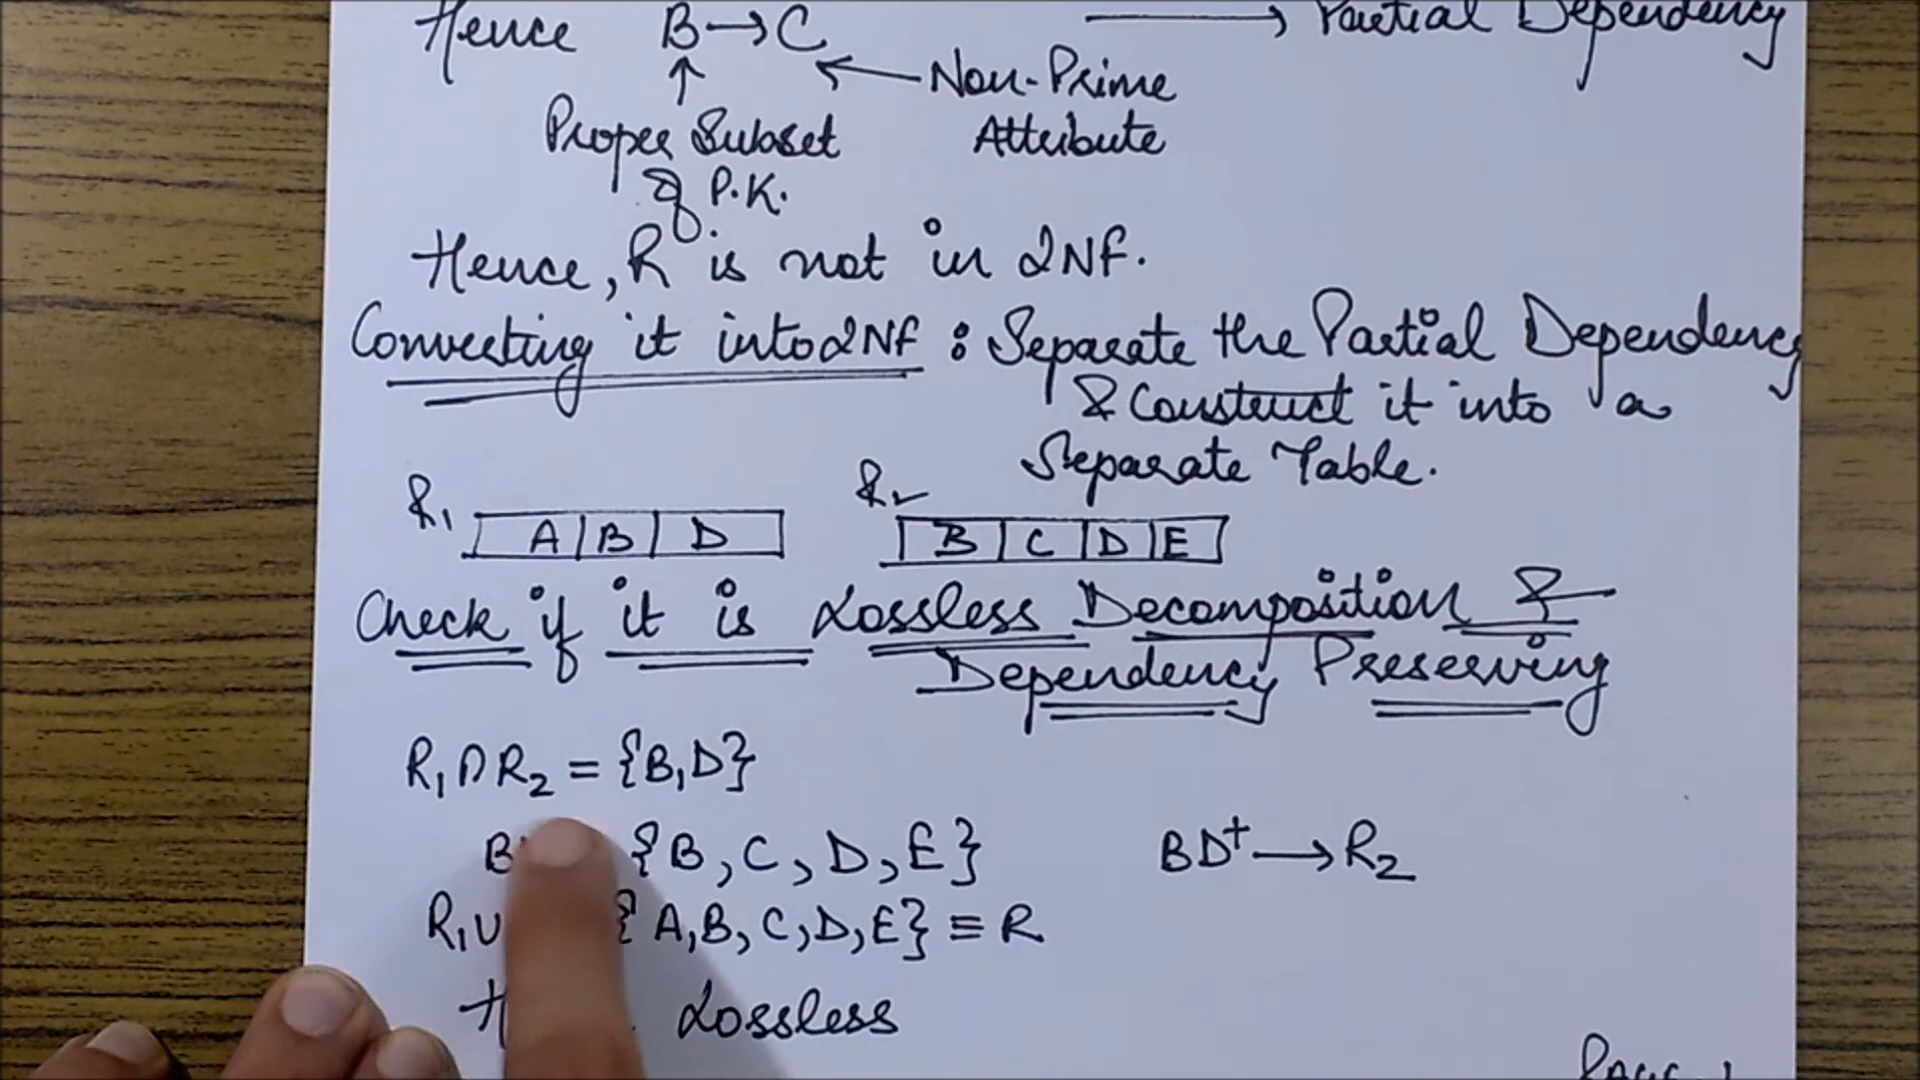 Hence B→C → Partial Dependency
↑ ← Non-Prime
Proper Subset Attribute
of P.K.
Hence, R is not in 2NF.
Converting it into 2NF : Separate the Partial Dependency
& Construct it into a
Separate Table.
R₁ A B D R₂ B C D E
Check if it is Lossless Decomposition &
Dependency Preserving
R₁∩R₂ = {B,D}
{B, C, D, E} BD⁺→R₂
R₁∪ {A,B,C,D,E} ≡ R
Lossless